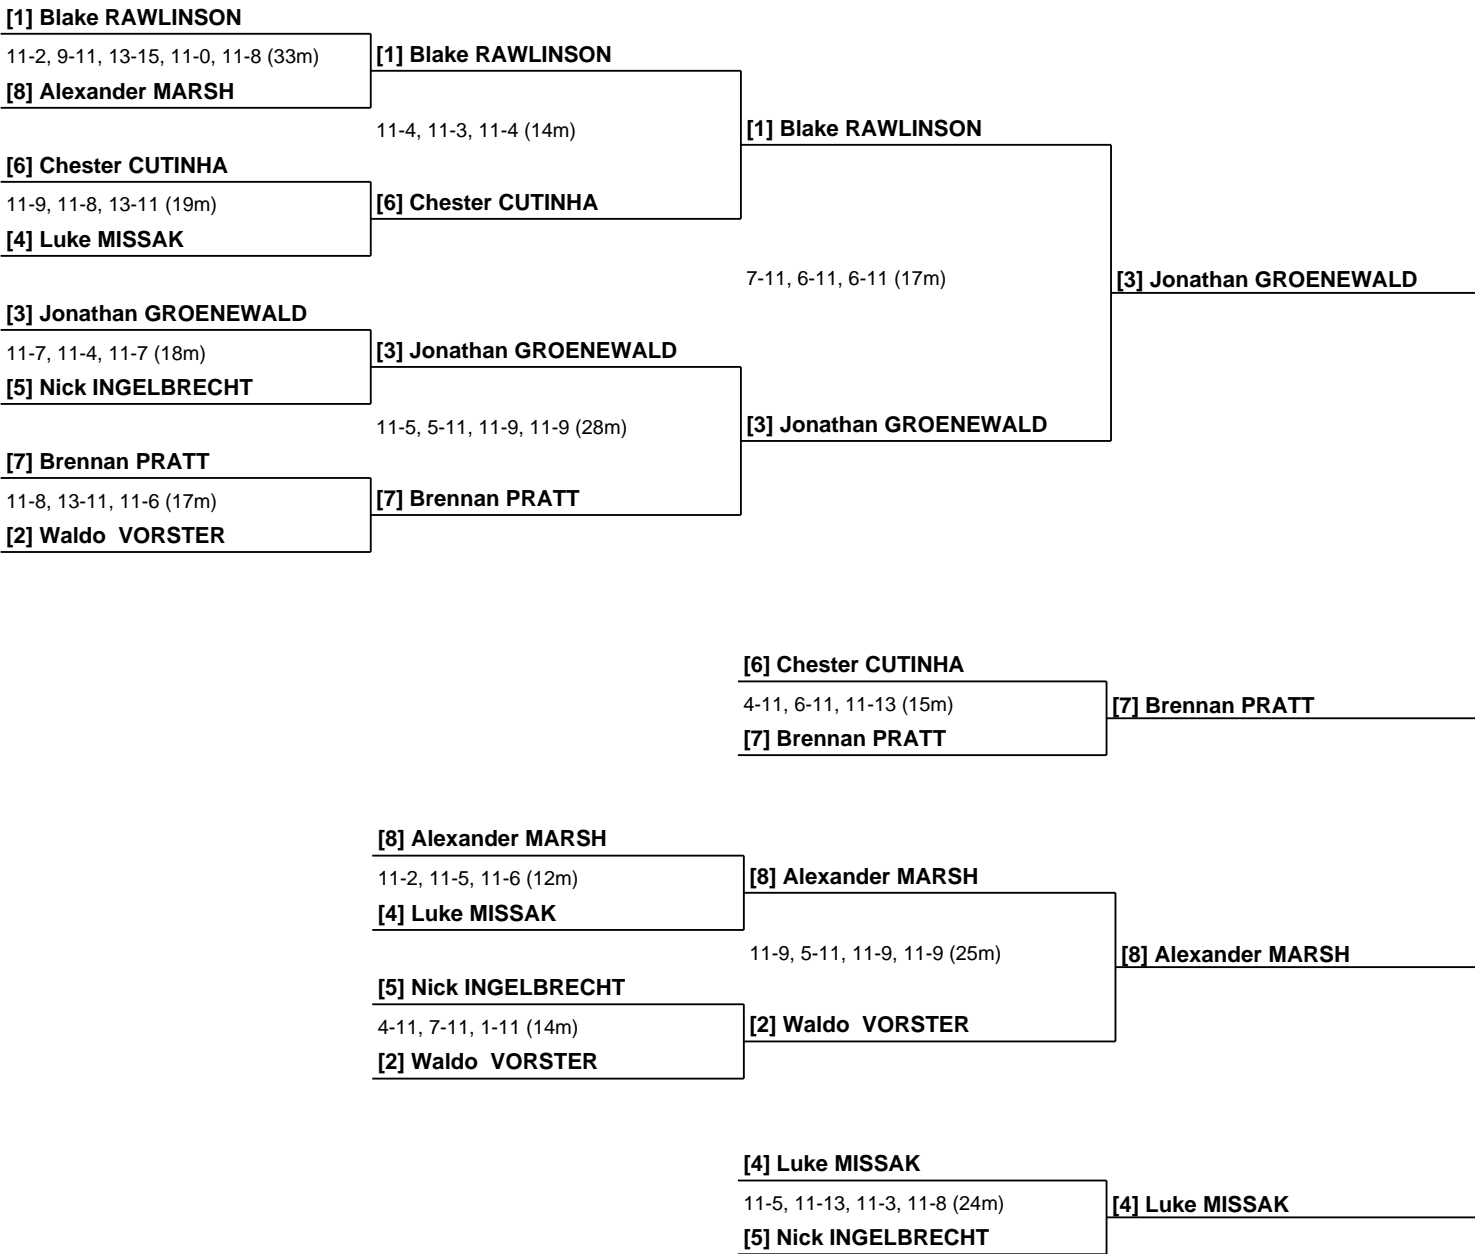 [1] Blake RAWLINSON
11-2, 9-11, 13-15, 11-0, 11-8 (33m)
[1] Blake RAWLINSON
[8] Alexander MARSH
11-4, 11-3, 11-4 (14m)
[1] Blake RAWLINSON
[6] Chester CUTINHA
11-9, 11-8, 13-11 (19m)
[6] Chester CUTINHA
[4] Luke MISSAK
7-11, 6-11, 6-11 (17m)
[3] Jonathan GROENEWALD
[3] Jonathan GROENEWALD
11-7, 11-4, 11-7 (18m)
[3] Jonathan GROENEWALD
[5] Nick INGELBRECHT
11-5, 5-11, 11-9, 11-9 (28m)
[3] Jonathan GROENEWALD
[7] Brennan PRATT
11-8, 13-11, 11-6 (17m)
[7] Brennan PRATT
[2] Waldo  VORSTER
[6] Chester CUTINHA
4-11, 6-11, 11-13 (15m)
[7] Brennan PRATT
[7] Brennan PRATT
[8] Alexander MARSH
11-2, 11-5, 11-6 (12m)
[8] Alexander MARSH
[4] Luke MISSAK
11-9, 5-11, 11-9, 11-9 (25m)
[8] Alexander MARSH
[5] Nick INGELBRECHT
4-11, 7-11, 1-11 (14m)
[2] Waldo  VORSTER
[2] Waldo  VORSTER
[4] Luke MISSAK
11-5, 11-13, 11-3, 11-8 (24m)
[4] Luke MISSAK
[5] Nick INGELBRECHT